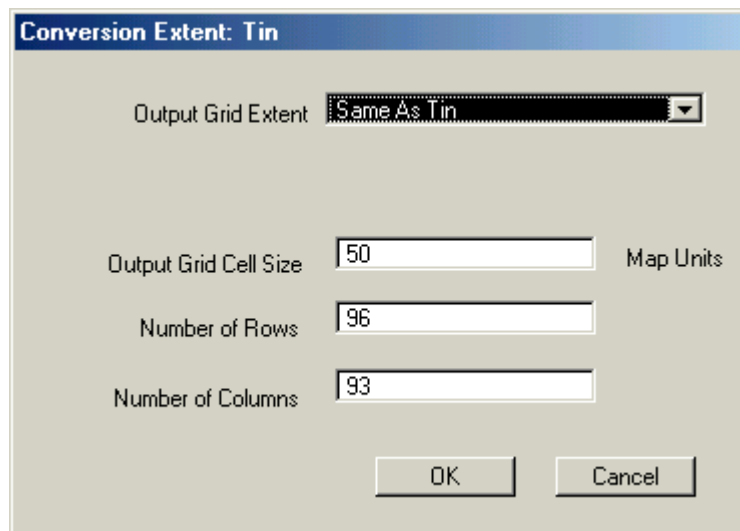 Conversion Extent: Tin
Output Grid Extent Same As Tin
Output Grid Cell Size 50 Map Units
Number of Rows 96
Number of Columns 93
OK Cancel